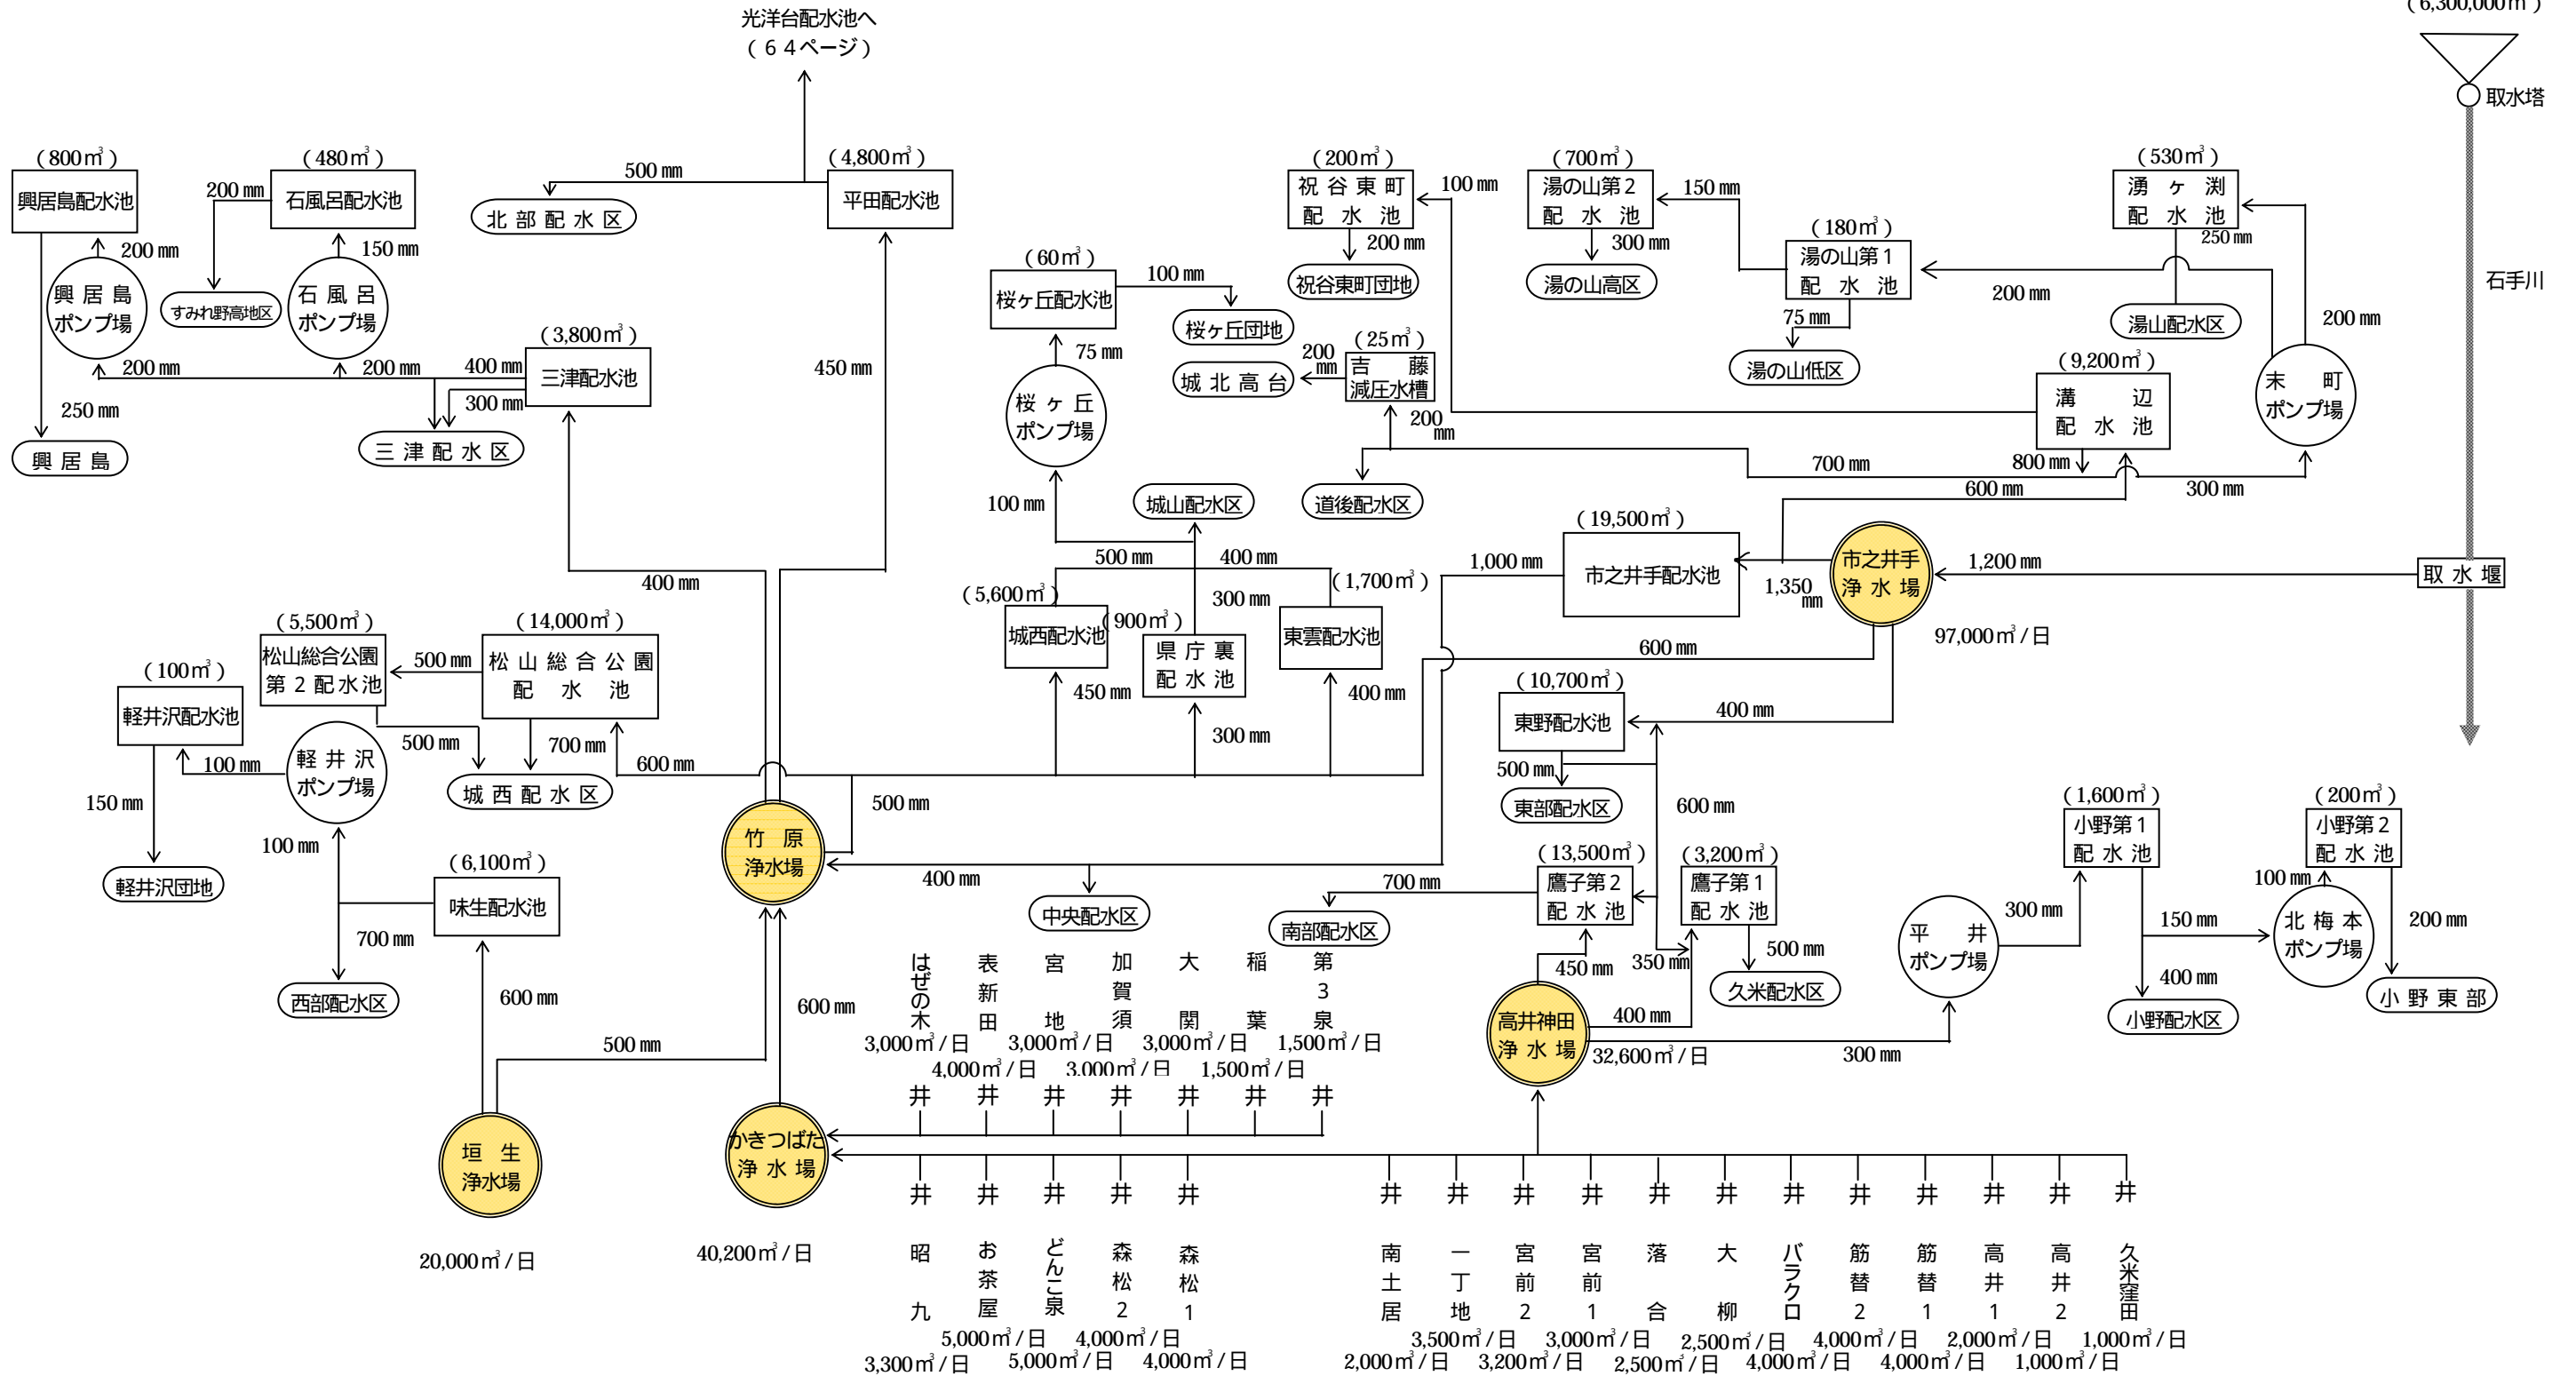 光洋台配水池へ
(64ページ)
(6,300,000㎥)
取水塔
石手川
取水堰
(800㎥)
興居島配水池
200㎜
興居島
ポンプ場
250㎜
興居島
(480㎥)
石風呂配水池
200㎜
150㎜
すみれ野高地区
石風呂
ポンプ場
200㎜
200㎜
400㎜
(3,800㎥)
三津配水池
300㎜
三津配水区
500㎜
北部配水区
(4,800㎥)
平田配水池
450㎜
400㎜
(60㎥)
桜ヶ丘配水池
100㎜
桜ヶ丘団地
75㎜
桜ヶ丘
ポンプ場
100㎜
(200㎥)
祝谷東町
配水池
100㎜
200㎜
祝谷東町団地
(25㎥)
吉藤
減圧水槽
200
㎜
城北高台
200
㎜
道後配水区
(700㎥)
湯の山第2
配水池
150㎜
300㎜
湯の山高区
(180㎥)
湯の山第1
配水池
75㎜
湯の山低区
200㎜
(530㎥)
湧ヶ渕
配水池
250㎜
湯山配水区
200㎜
末町
ポンプ場
(9,200㎥)
溝辺
配水池
700㎜
800㎜
300㎜
600㎜
城山配水区
500㎜
400㎜
(5,600㎥)
城西配水池
450㎜
(900㎥)
県庁裏
配水池
300㎜
300㎜
(1,700㎥)
東雲配水池
400㎜
(19,500㎥)
市之井手配水池
1,000㎜
1,350
㎜
市之井手
浄水場
1,200㎜
97,000㎥/日
600㎜
(10,700㎥)
東野配水池
400㎜
500㎜
東部配水区
600㎜
(5,500㎥)
松山総合公園
第2配水池
500㎜
(14,000㎥)
松山総合公園
配水池
500㎜
700㎜
600㎜
城西配水区
(100㎥)
軽井沢配水池
100㎜
軽井沢
ポンプ場
150㎜
軽井沢団地
100㎜
(6,100㎥)
味生配水池
700㎜
西部配水区
600㎜
竹原
浄水場
500㎜
400㎜
中央配水区
500㎜
600㎜
垣生
浄水場
20,000㎥/日
かきつばた
浄水場
40,200㎥/日
(13,500㎥)
鷹子第2
配水池
700㎜
南部配水区
450㎜
(3,200㎥)
鷹子第1
配水池
350㎜
500㎜
久米配水区
高井神田
浄水場
400㎜
32,600㎥/日
300㎜
平井
ポンプ場
300㎜
(1,600㎥)
小野第1
配水池
150㎜
400㎜
小野配水区
(200㎥)
小野第2
配水池
100㎜
北梅本
ポンプ場
200㎜
小野東部
はぜの木
表新田
宮地
加賀須
大関
稲葉
第3泉
3,000㎥/日
3,000㎥/日
3,000㎥/日
1,500㎥/日
4,000㎥/日
3,000㎥/日
1,500㎥/日
井 井 井 井 井 井 井
井 井 井 井 井 井 井 井 井 井 井 井 井 井 井 井 井
昭九
お茶屋
どんこ泉
森松2
森松1
南土居
一丁地
宮前2
宮前1
落合
大柳
バラクロ
筋替2
筋替1
高井1
高井2
久米窪田
5,000㎥/日
4,000㎥/日
3,500㎥/日
3,000㎥/日
2,500㎥/日
4,000㎥/日
2,000㎥/日
1,000㎥/日
3,300㎥/日
5,000㎥/日
4,000㎥/日
2,000㎥/日
3,200㎥/日
2,500㎥/日
4,000㎥/日
4,000㎥/日
1,000㎥/日